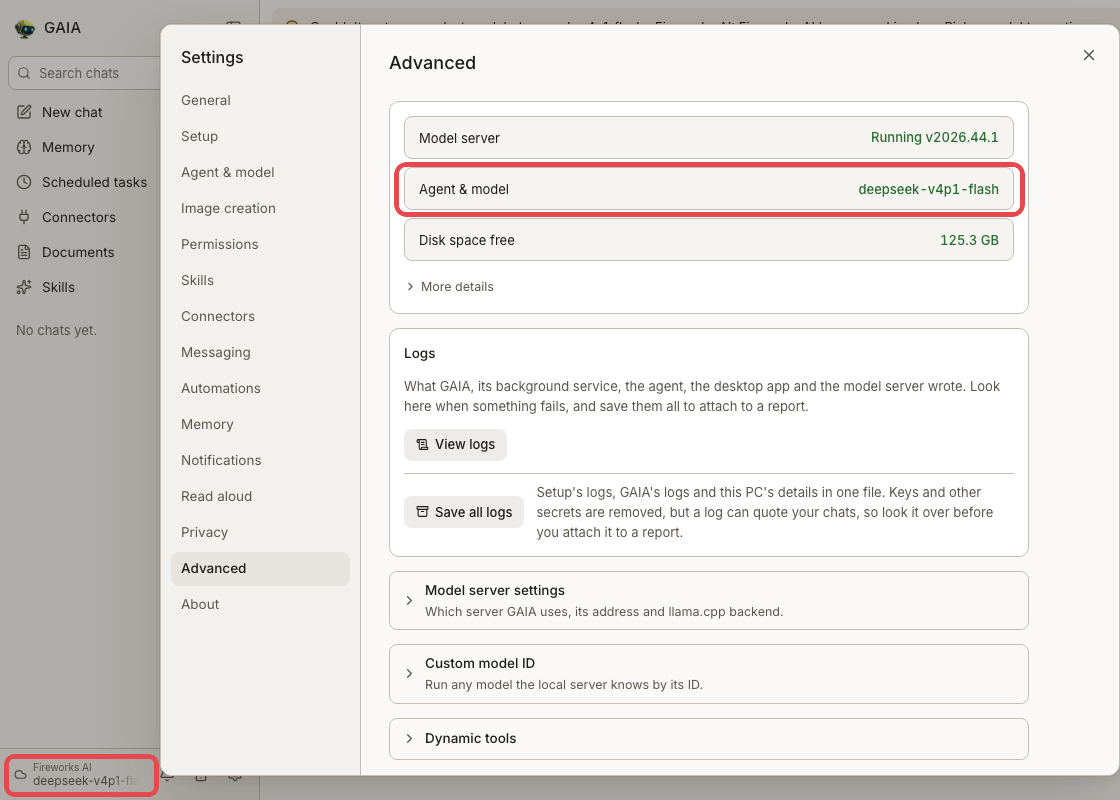 GAIA
Search chats
New chat
Memory
Scheduled tasks
Connectors
Documents
Skills
No chats yet.
Fireworks AI
deepseek-v4p1-fla
Settings
General
Setup
Agent & model
Image creation
Permissions
Skills
Connectors
Messaging
Automations
Memory
Notifications
Read aloud
Privacy
Advanced
About
Advanced
Model server
Running v2026.44.1
Agent & model
deepseek-v4p1-flash
Disk space free
125.3 GB
More details
Logs
What GAIA, its background service, the agent, the desktop app and the model server wrote. Look
here when something fails, and save them all to attach to a report.
View logs
Save all logs
Setup's logs, GAIA's logs and this PC's details in one file. Keys and other
secrets are removed, but a log can quote your chats, so look it over before
you attach it to a report.
Model server settings
Which server GAIA uses, its address and llama.cpp backend.
Custom model ID
Run any model the local server knows by its ID.
Dynamic tools